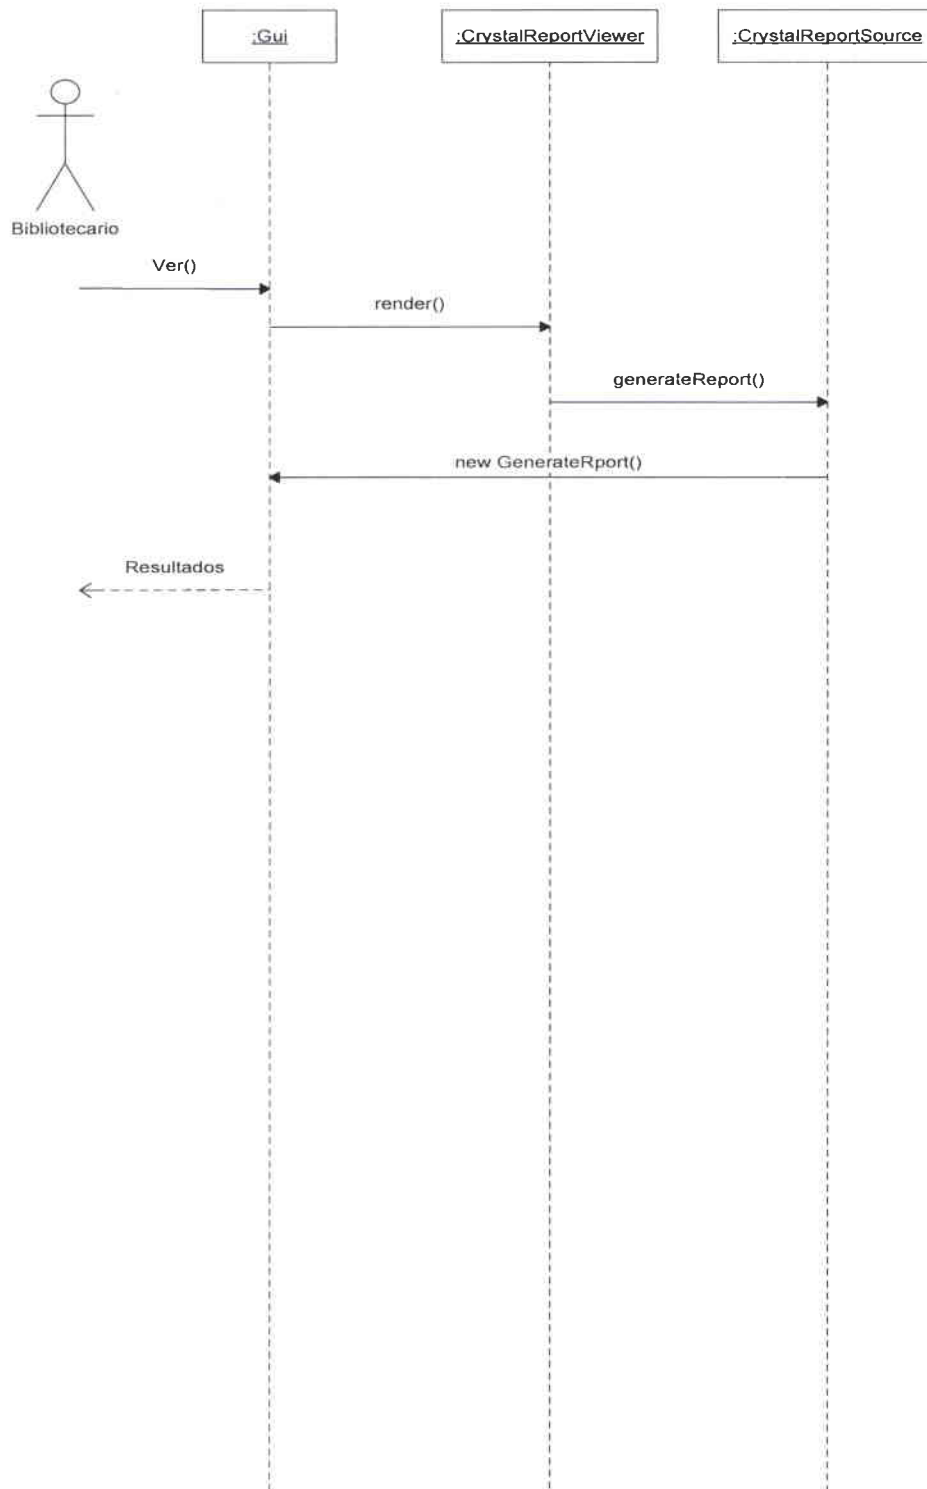 :Gui
:CrystalReportViewer
:CrystalReportSource
Bibliotecario
Ver()
render()
generateReport()
new GenerateRport()
Resultados